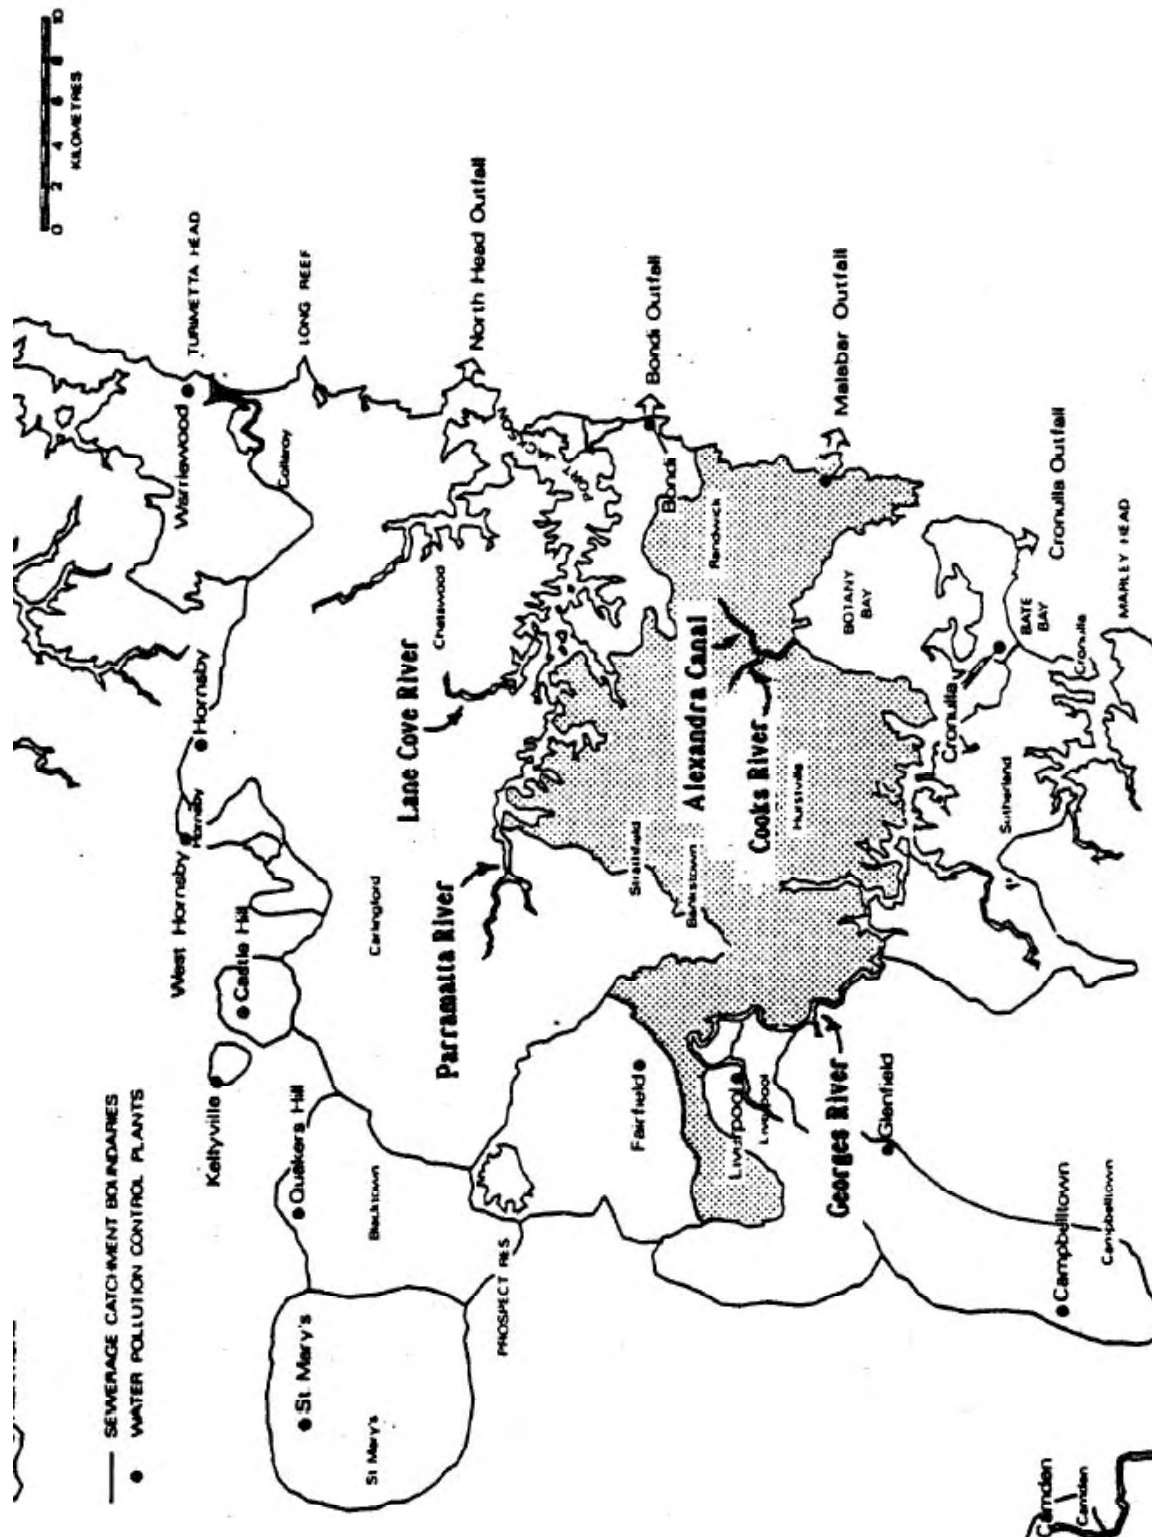 SEWERAGE CATCHMENT BOUNDARIES
WATER POLLUTION CONTROL PLANTS
0 2 4 6 8 10
KILOMETRES
TURIMETTA HEAD
Warriewood
LONG REEF
Collaroy
Hornsby
West Hornsby
Hornsby
Castle Hill
Kellyville
Quakers Hill
Blacktown
St Mary's
St Mary's
Carlingford
Chatswood
North Head Outfall
Lane Cove River
Parramatta River
PROSPECT RES
PORT JACKSON
Bondi Outfall
Bondi
Randwick
Malabar Outfall
Strathfield
Bankstown
Alexandra Canal
Cooks River
Hurstville
BOTANY
BAY
Fairfield
Liverpool
Liverpool
Georges River
Glenfield
Cronulla Outfall
Cronulla
BATE
BAY
Cronulla
MARLEY HEAD
Sutherland
Campbelltown
Campbelltown
Camden
Camden